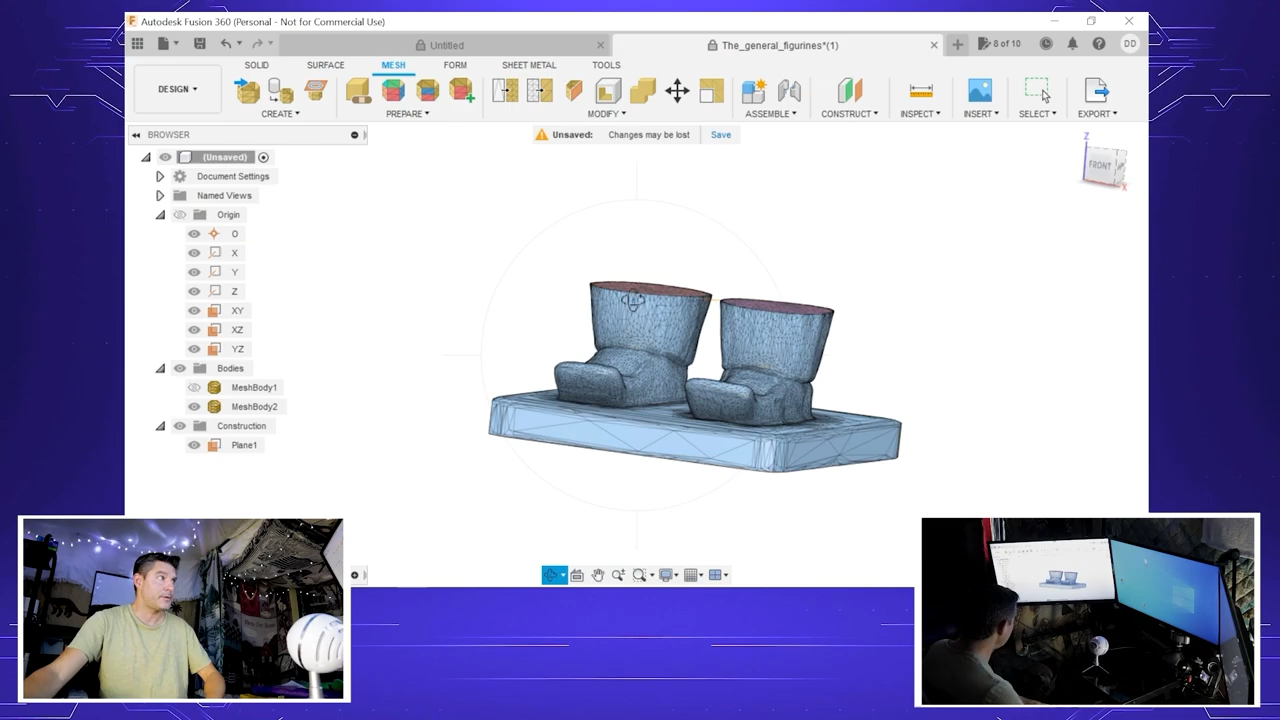 Autodesk Fusion 360 (Personal - Not for Commercial Use)
Untitled
The_general_figurines*(1)
8 of 10
DD
DESIGN
SOLID
SURFACE
MESH
FORM
SHEET METAL
TOOLS
CREATE
PREPARE
MODIFY
ASSEMBLE
CONSTRUCT
INSPECT
INSERT
SELECT
EXPORT
BROWSER
Unsaved: Changes may be lost Save
Z
FRONT
X
(Unsaved)
Document Settings
Named Views
Origin
O
X
Y
Z
XY
XZ
YZ
Bodies
MeshBody1
MeshBody2
Construction
Plane1